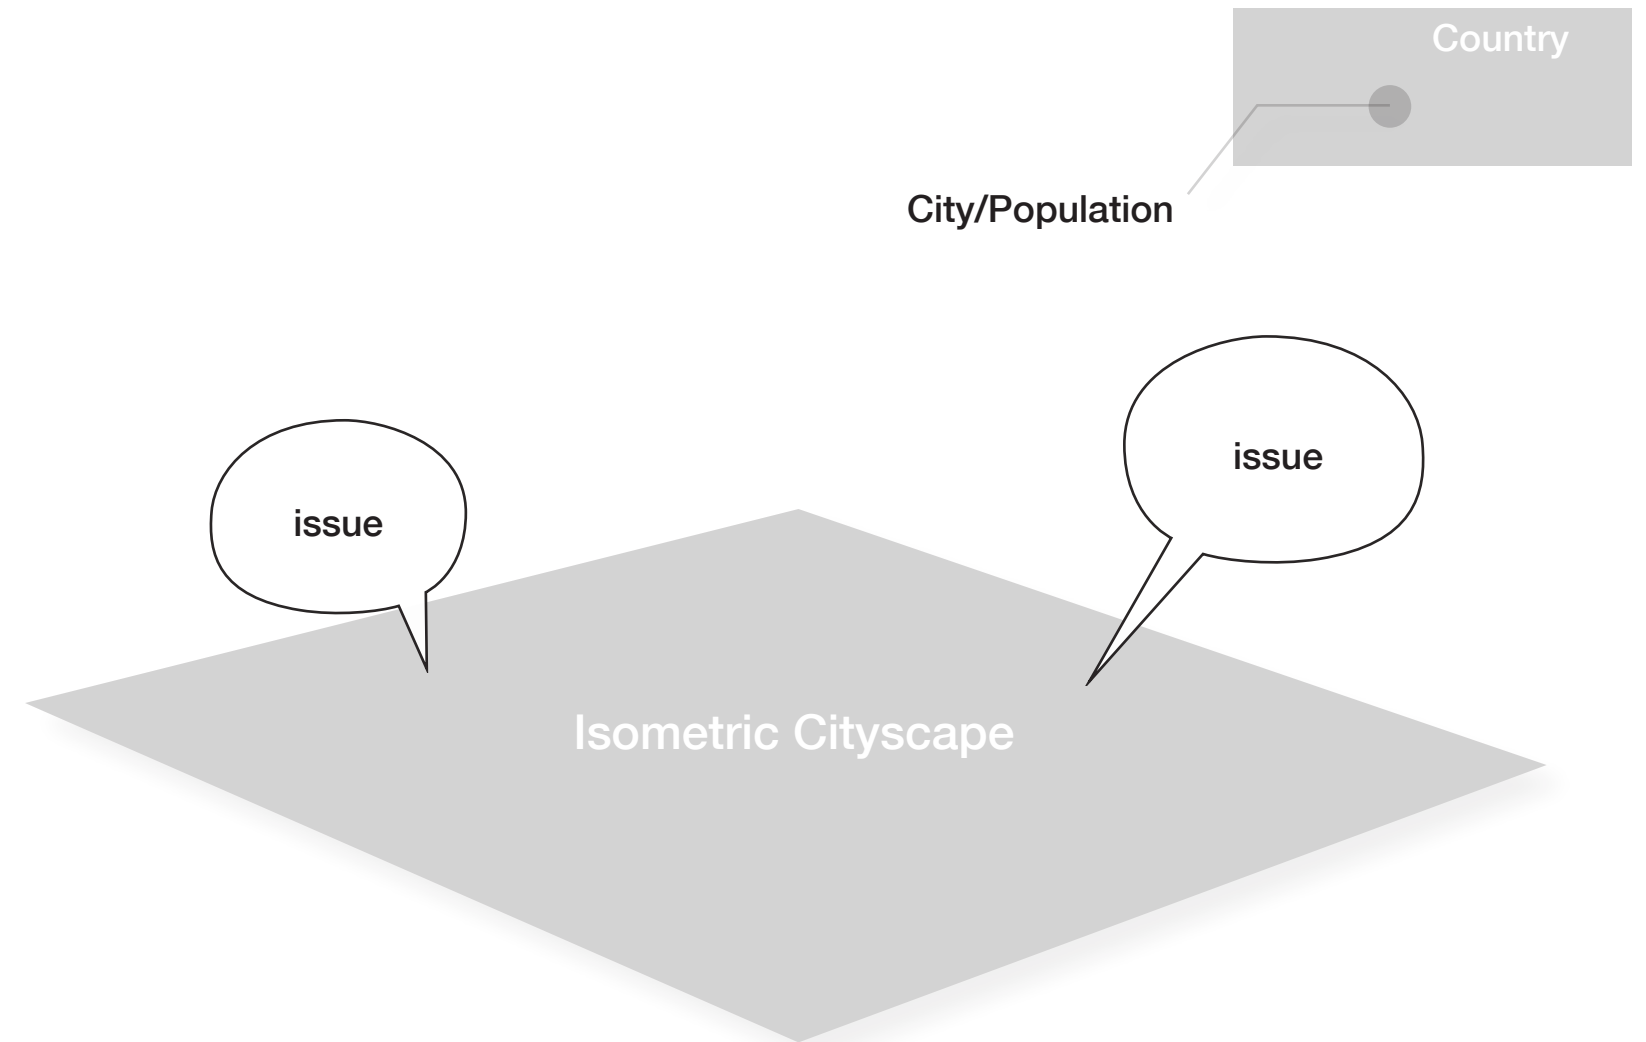 Country
City/Population
issue
issue
Isometric Cityscape